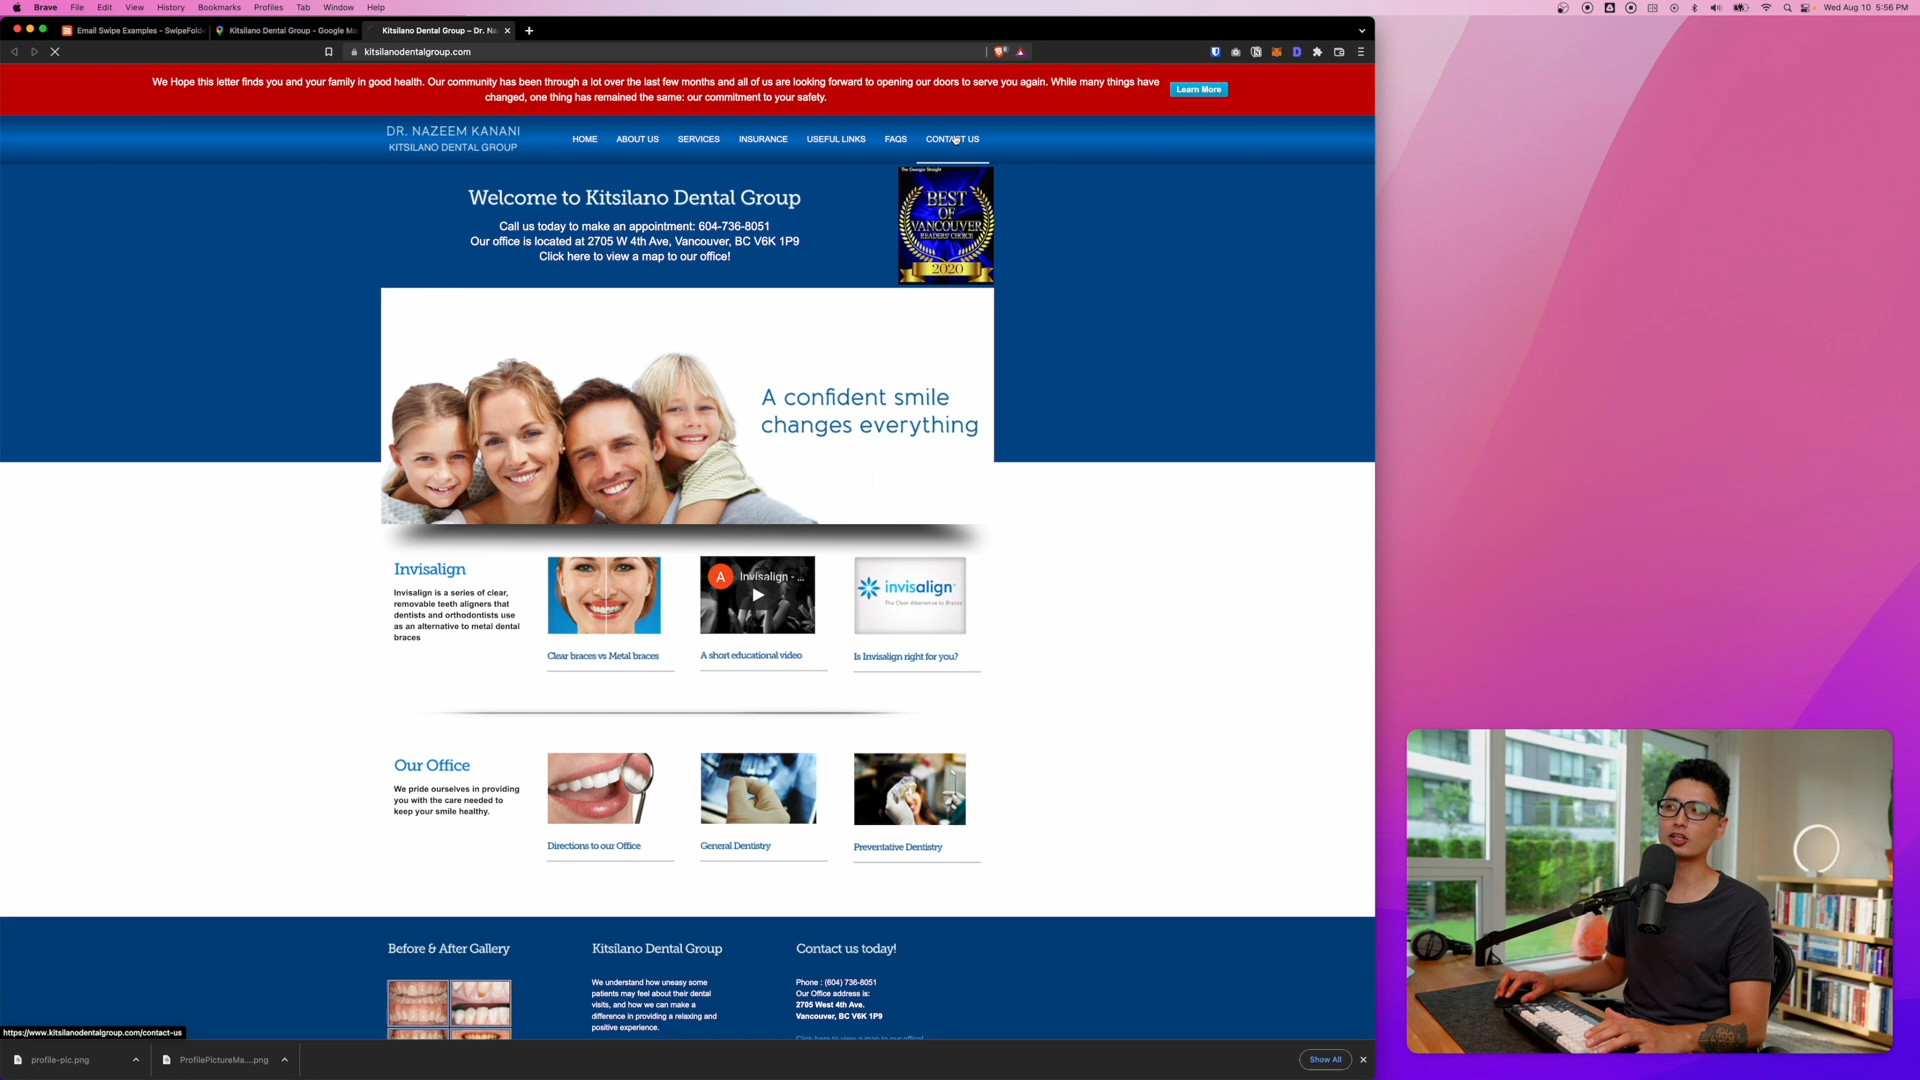 Brave File Edit View History Bookmarks Profiles Tab Window Help
Wed Aug 10 5:56 PM
Email Swipe Examples - SwipeFold
Kitsilano Dental Group - Google Ma
Kitsilano Dental Group – Dr. Na
kitsilanodentalgroup.com
We Hope this letter finds you and your family in good health. Our community has been through a lot over the last few months and all of us are looking forward to opening our doors to serve you again. While many things have
changed, one thing has remained the same: our commitment to your safety.
Learn More
DR. NAZEEM KANANI
KITSILANO DENTAL GROUP
HOME ABOUT US SERVICES INSURANCE USEFUL LINKS FAQS CONTACT US
Welcome to Kitsilano Dental Group
Call us today to make an appointment: 604-736-8051
Our office is located at 2705 W 4th Ave, Vancouver, BC V6K 1P9
Click here to view a map to our office!
The Georgia Straight
BEST
OF
VANCOUVER
READERS' CHOICE
2020
A confident smile
changes everything
Invisalign
Invisalign is a series of clear,
removable teeth aligners that
dentists and orthodontists use
as an alternative to metal dental
braces
A Invisalign - ...
invisalign
The Clear Alternative to Braces
Clear braces vs Metal braces
A short educational video
Is Invisalign right for you?
Our Office
We pride ourselves in providing
you with the care needed to
keep your smile healthy.
Directions to our Office
General Dentistry
Preventative Dentistry
Before & After Gallery
Kitsilano Dental Group
We understand how uneasy some
patients may feel about their dental
visits, and how we can make a
difference in providing a relaxing and
positive experience.
Contact us today!
Phone : (604) 736-8051
Our Office address is:
2705 West 4th Ave.
Vancouver, BC V6K 1P9
Click here to view a map to our office!
https://www.kitsilanodentalgroup.com/contact-us
profile-pic.png
ProfilePictureMa....png
Show All